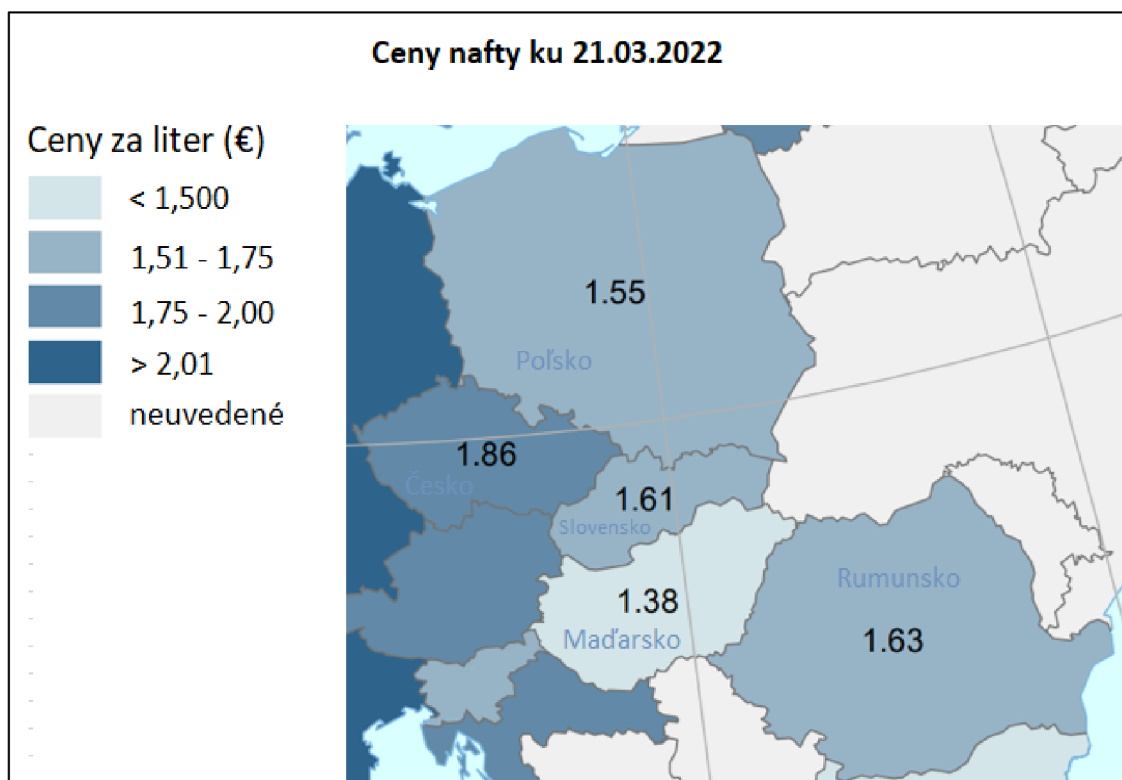 Ceny nafty ku 21.03.2022
Ceny za liter (€)
< 1,500
1,51 - 1,75
1,75 - 2,00
> 2,01
neuvedené
1.55
Poľsko
1.86
Česko
1.61
Slovensko
1.38
Maďarsko
Rumunsko
1.63